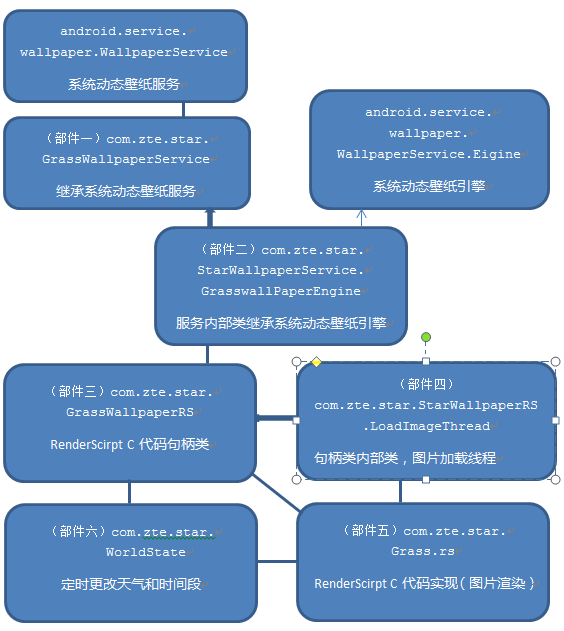 android.service.
wallpaper.WallpaperService
系统动态壁纸服务
(部件一)com.zte.star.
GrassWallpaperService
继承系统动态壁纸服务
android.service.
wallpaper.
WallpaperService.Eigine
系统动态壁纸引擎
(部件二)com.zte.star.
StarWallpaperService.
GrasswallPaperEngine
服务内部类继承系统动态壁纸引擎
(部件三)com.zte.star.
GrassWallpaperRS
RenderScirpt C 代码句柄类
(部件四)
com.zte.star.StarWallpaperRS
.LoadImageThread
句柄类内部类，图片加载线程
(部件六)com.zte.star.
WorldState
定时更改天气和时间段
(部件五)com.zte.star.
Grass.rs
RenderScirpt C 代码实现(图片渲染)